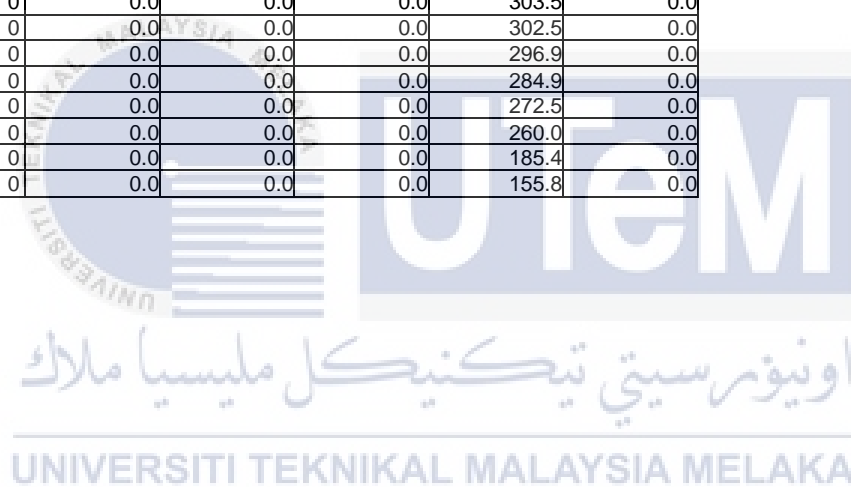 0 0.0 0.0 0.0 303.5 0.0
0 0.0 0.0 0.0 302.5 0.0
0 0.0 0.0 0.0 296.9 0.0
0 0.0 0.0 0.0 284.9 0.0
0 0.0 0.0 0.0 272.5 0.0
0 0.0 0.0 0.0 260.0 0.0
0 0.0 0.0 0.0 185.4 0.0
0 0.0 0.0 0.0 155.8 0.0
UNIVERSITI TEKNIKAL MALAYSIA MELAKA
UTeM
اونيۏرسيتي تيكنيكل مليسيا ملاك
UNIVERSITI TEKNIKAL MALAYSIA MELAKA